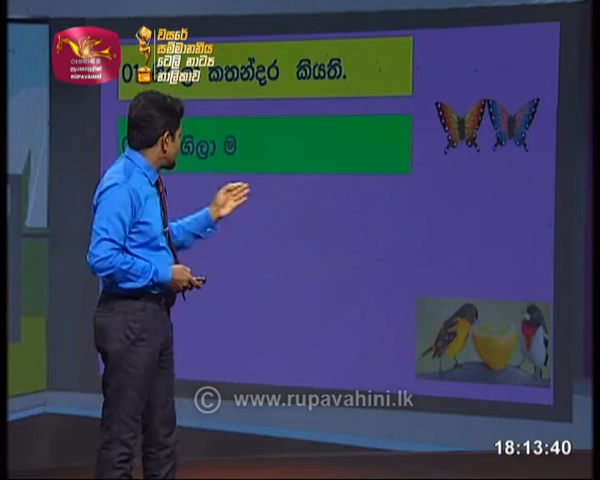 රූපවාහිනී
RUPAVAHINI
වසරේ
සම්මානනීය
ටෙලි නාට්‍ය
නාලිකාව
කතන්දර කියති.
ගිලා ම
© www.rupavahini.lk
18:13:40